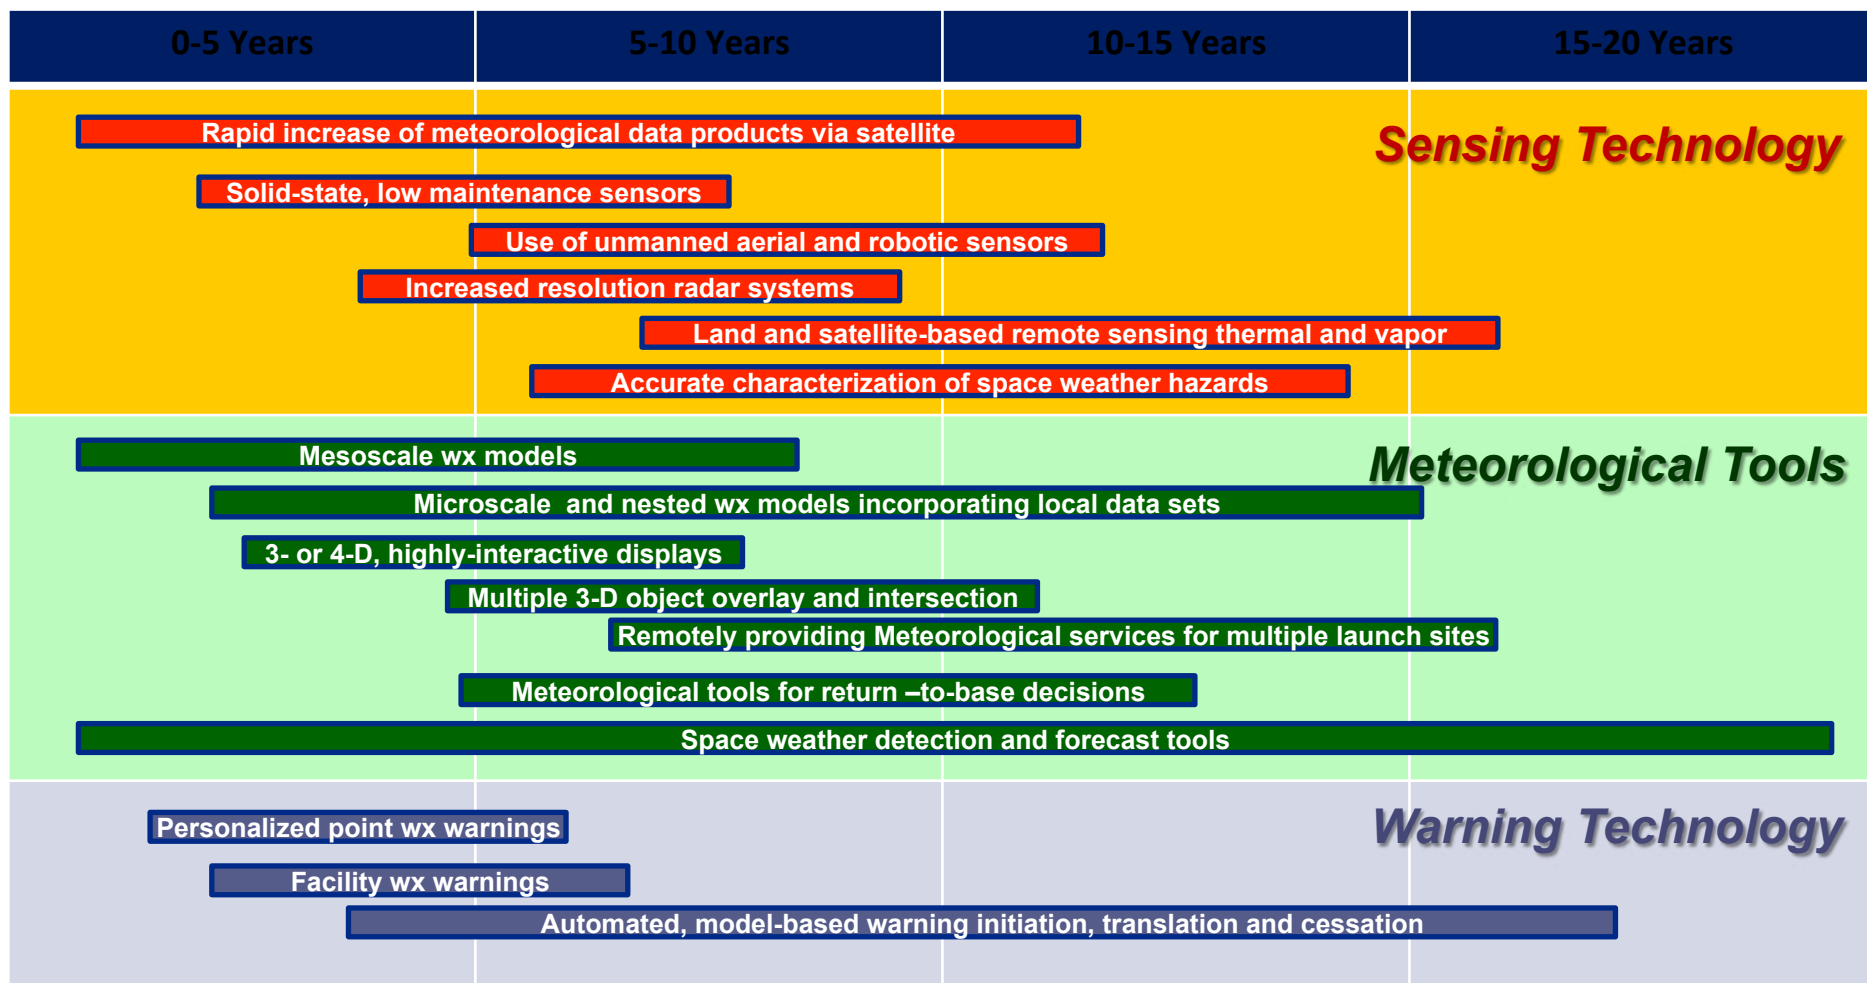 0-5 Years
5-10 Years
10-15 Years
15-20 Years
Sensing Technology
Rapid increase of meteorological data products via satellite
Solid-state, low maintenance sensors
Use of unmanned aerial and robotic sensors
Increased resolution radar systems
Land and satellite-based remote sensing thermal and vapor
Accurate characterization of space weather hazards
Meteorological Tools
Mesoscale wx models
Microscale  and nested wx models incorporating local data sets
3- or 4-D, highly-interactive displays
Multiple 3-D object overlay and intersection
Remotely providing Meteorological services for multiple launch sites
Meteorological tools for return –to-base decisions
Space weather detection and forecast tools
Warning Technology
Personalized point wx warnings
Facility wx warnings
Automated, model-based warning initiation, translation and cessation